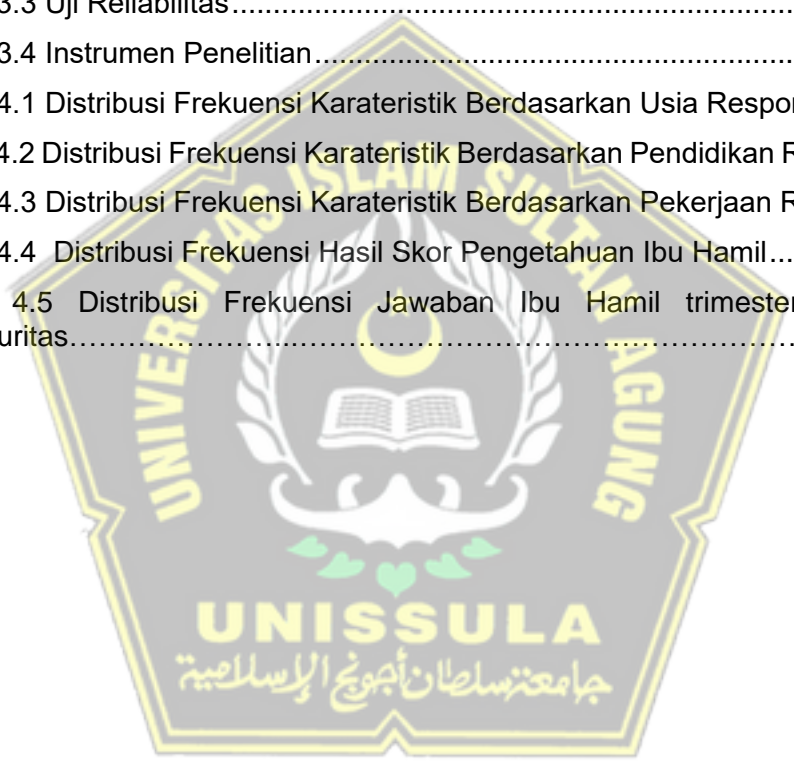 3.3 Uji Reliabilitas..........................................................................
3.4 Instrumen Penelitian................................................................
4.1 Distribusi Frekuensi Karateristik Berdasarkan Usia
4.2 Distribusi Frekuensi Karateristik Berdasarkan Pendidikan R
4.3 Distribusi Frekuensi Karateristik Berdasarkan Pekerjaan R
4.4 Distribusi Frekuensi Hasil Skor Pengetahuan Ibu Hamil....
4.5 Distribusi Frekuensi Jawaban Ibu Hamil trimester
uritas……………………………………………………………………
UNIVERSITAS ISLAM SULTAN AGUNG
UNISSULA
جامعتنسلطان أجونج الإسلامية